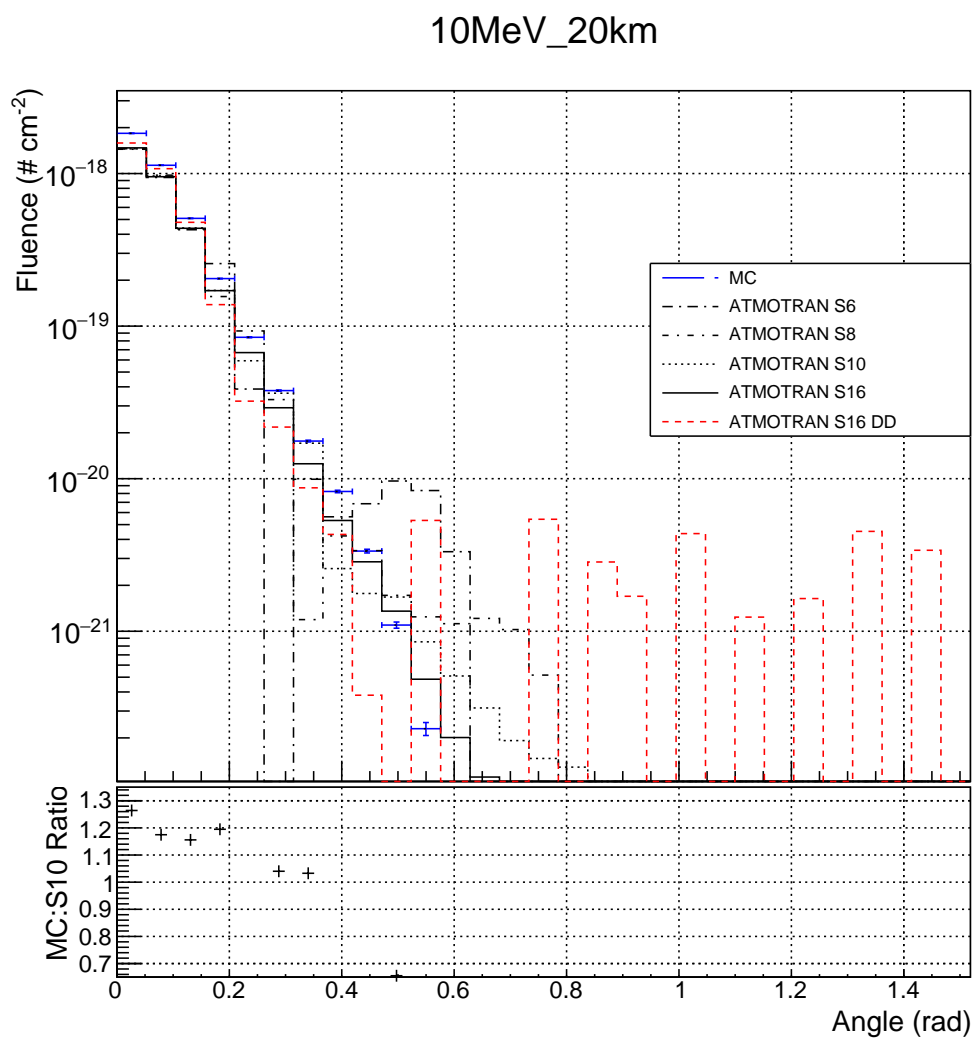 10MeV_20km
Fluence (# cm⁻²)
10⁻¹⁸
10⁻¹⁹
10⁻²⁰
10⁻²¹
MC
ATMOTRAN S6
ATMOTRAN S8
ATMOTRAN S10
ATMOTRAN S16
ATMOTRAN S16 DD
MC:S10 Ratio
1.3
1.2
1.1
1
0.9
0.8
0.7
0 0.2 0.4 0.6 0.8 1 1.2 1.4
Angle (rad)